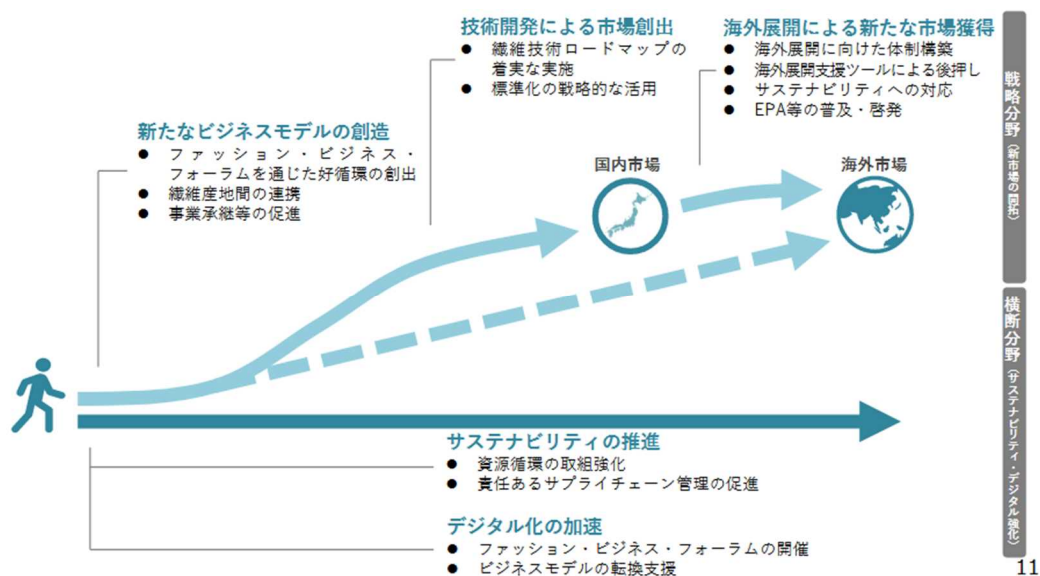 技術開発による市場創出
● 繊維技術ロードマップの
着実な実施
● 標準化の戦略的な活用
海外展開による新たな市場獲得
● 海外展開に向けた体制構築
● 海外展開支援ツールによる後押し
● サステナビリティへの対応
● EPA等の普及・啓発
新たなビジネスモデルの創造
● ファッション・ビジネス・
フォーラムを通じた好循環の創出
● 繊維産地間の連携
● 事業承継等の促進
国内市場
海外市場
戦略分野（新市場の開拓）
横断分野（サステナビリティ・デジタル強化）
サステナビリティの推進
● 資源循環の取組強化
● 責任あるサプライチェーン管理の促進
デジタル化の加速
● ファッション・ビジネス・フォーラムの開催
● ビジネスモデルの転換支援
11